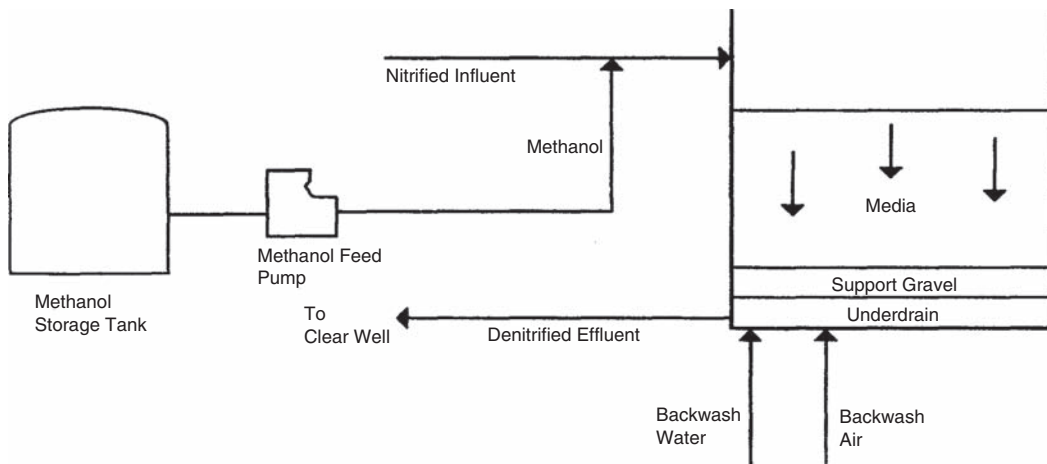 Nitrified Influent
Methanol
Media
Methanol Feed
Pump
Support Gravel
Underdrain
Methanol
Storage Tank
To
Clear Well
Denitrified Effluent
Backwash
Water
Backwash
Air